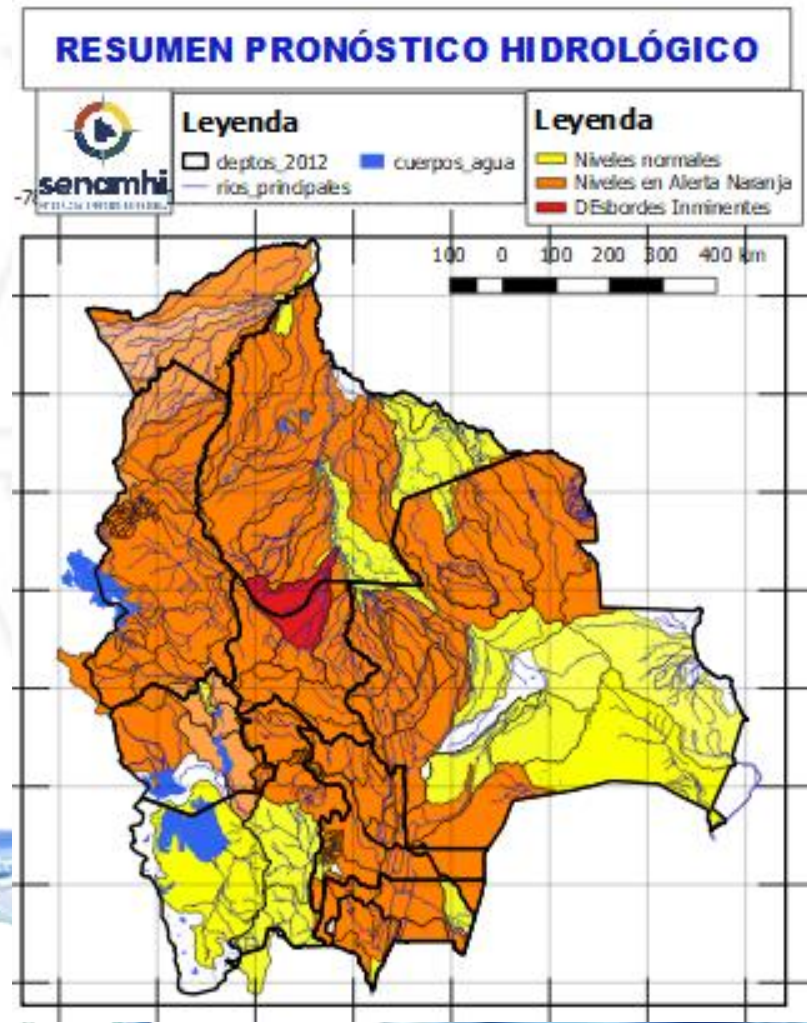 RESUMEN PRONÓSTICO HIDROLÓGICO
senamhi
Leyenda
deptos_2012
cuerpos_agua
rios_principales
Leyenda
Niveles normales
Niveles en Alerta Naranja
DEsbordes Inminentes
100 0 100 200 300 400 km